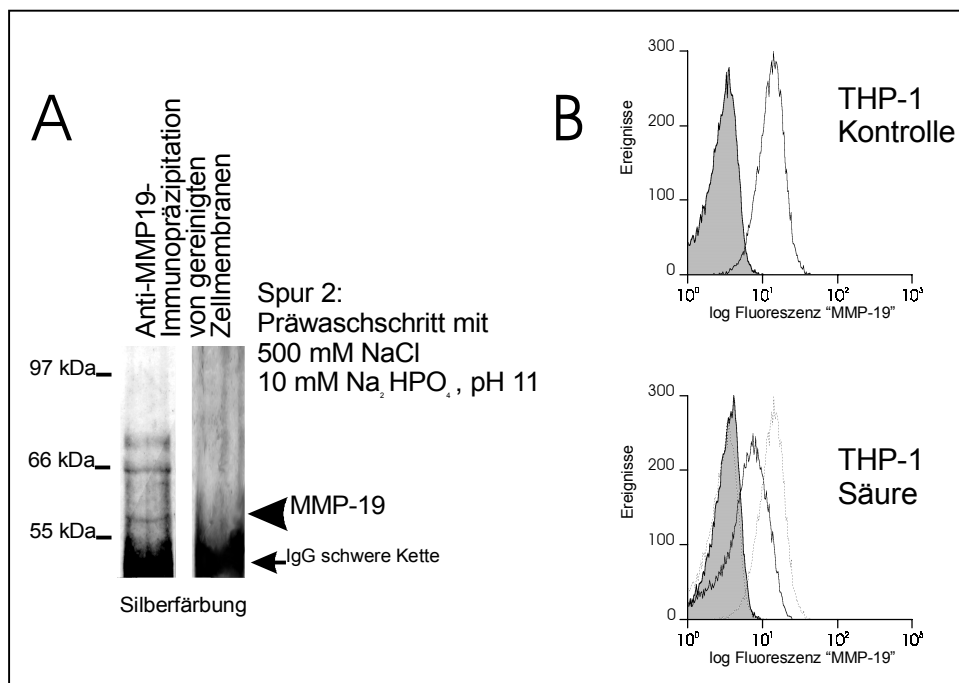 A
Anti-MMP19-
Immunopräzipitation
von gereinigten
Zellmembranen
Spur 2:
Präwaschschritt mit
500 mM NaCl
10 mM Na₂HPO₄, pH 11
97 kDa
66 kDa
55 kDa
MMP-19
IgG schwere Kette
Silberfärbung
B
THP-1
Kontrolle
Ereignisse
300
200
100
0
10⁰
10¹
10²
10³
log Fluoreszenz "MMP-19"
THP-1
Säure
Ereignisse
300
200
100
0
10⁰
10¹
10²
10³
log Fluoreszenz "MMP-19"